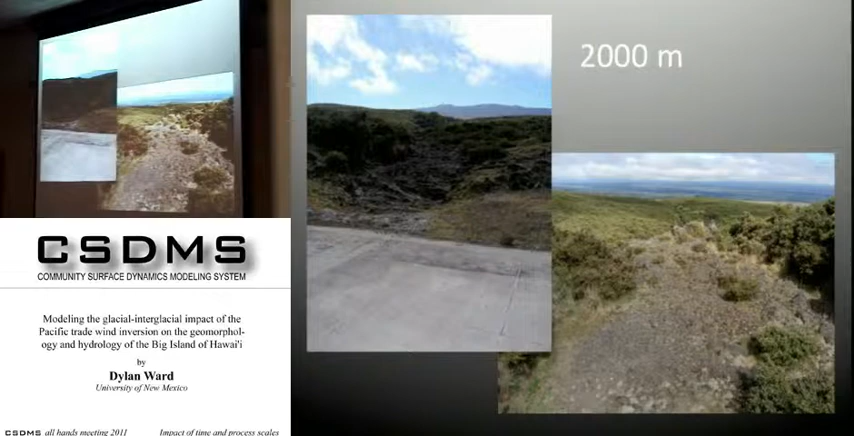 2000 m
CSDMS
COMMUNITY SURFACE DYNAMICS MODELING SYSTEM
Modeling the glacial-interglacial impact of the
Pacific trade wind inversion on the geomorphol-
ogy and hydrology of the Big Island of Hawai'i
by
Dylan Ward
University of New Mexico
CSDMS all hands meeting 2011 Impact of time and process scales